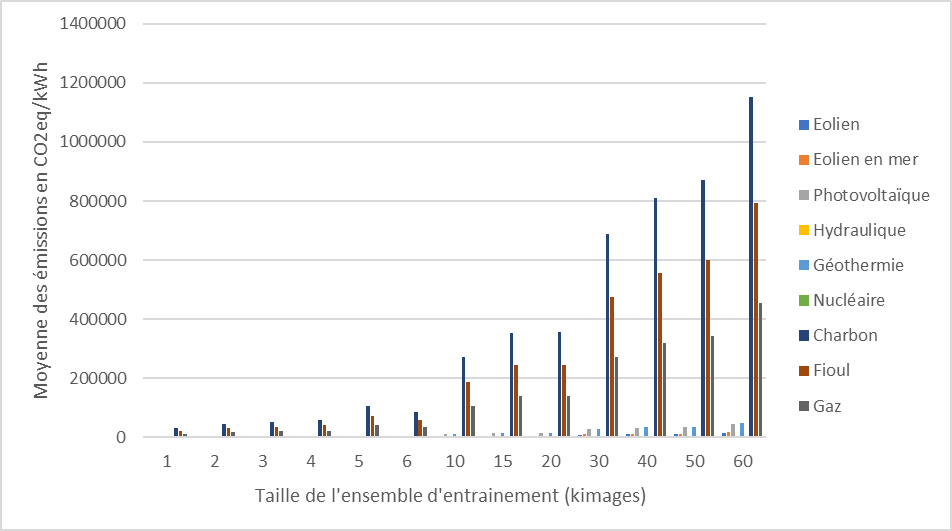 1400000
1200000
1000000
800000
600000
400000
200000
0
Moyenne des émissions en CO2eq/kWh
1 2 3 4 5 6 10 15 20 30 40 50 60
Taille de l'ensemble d'entrainement (kimages)
Eolien
Eolien en mer
Photovoltaïque
Hydraulique
Géothermie
Nucléaire
Charbon
Fioul
Gaz